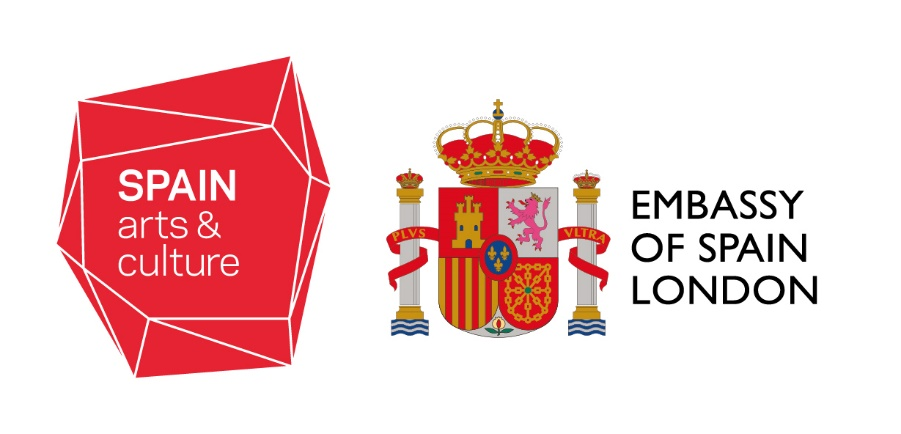 SPAIN
arts &
culture
PLVS VLTRA
EMBASSY
OF SPAIN
LONDON